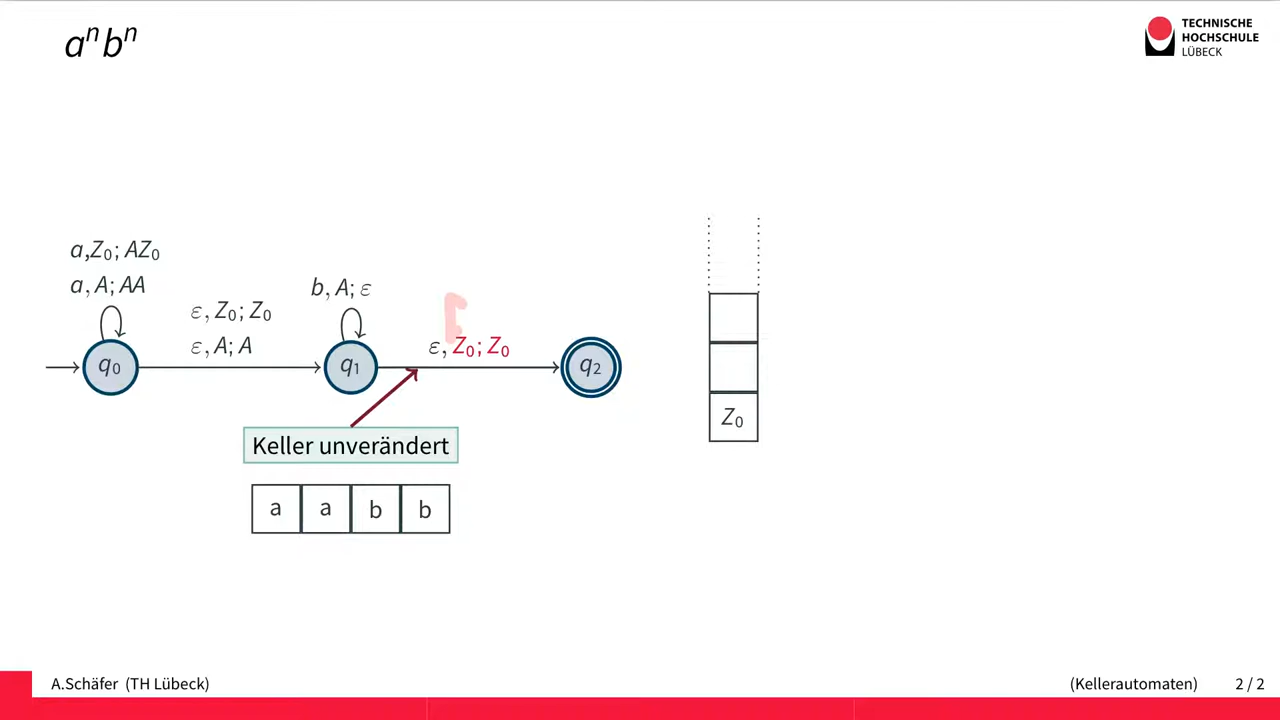 aⁿbⁿ
TECHNISCHE
HOCHSCHULE
LÜBECK
a,Z₀; AZ₀
a, A; AA
ε, Z₀; Z₀
ε, A; A
b, A; ε
ε, Z₀; Z₀
q₀
q₁
q₂
Keller unverändert
a a b b
Z₀
A.Schäfer (TH Lübeck)
(Kellerautomaten)
2 / 2